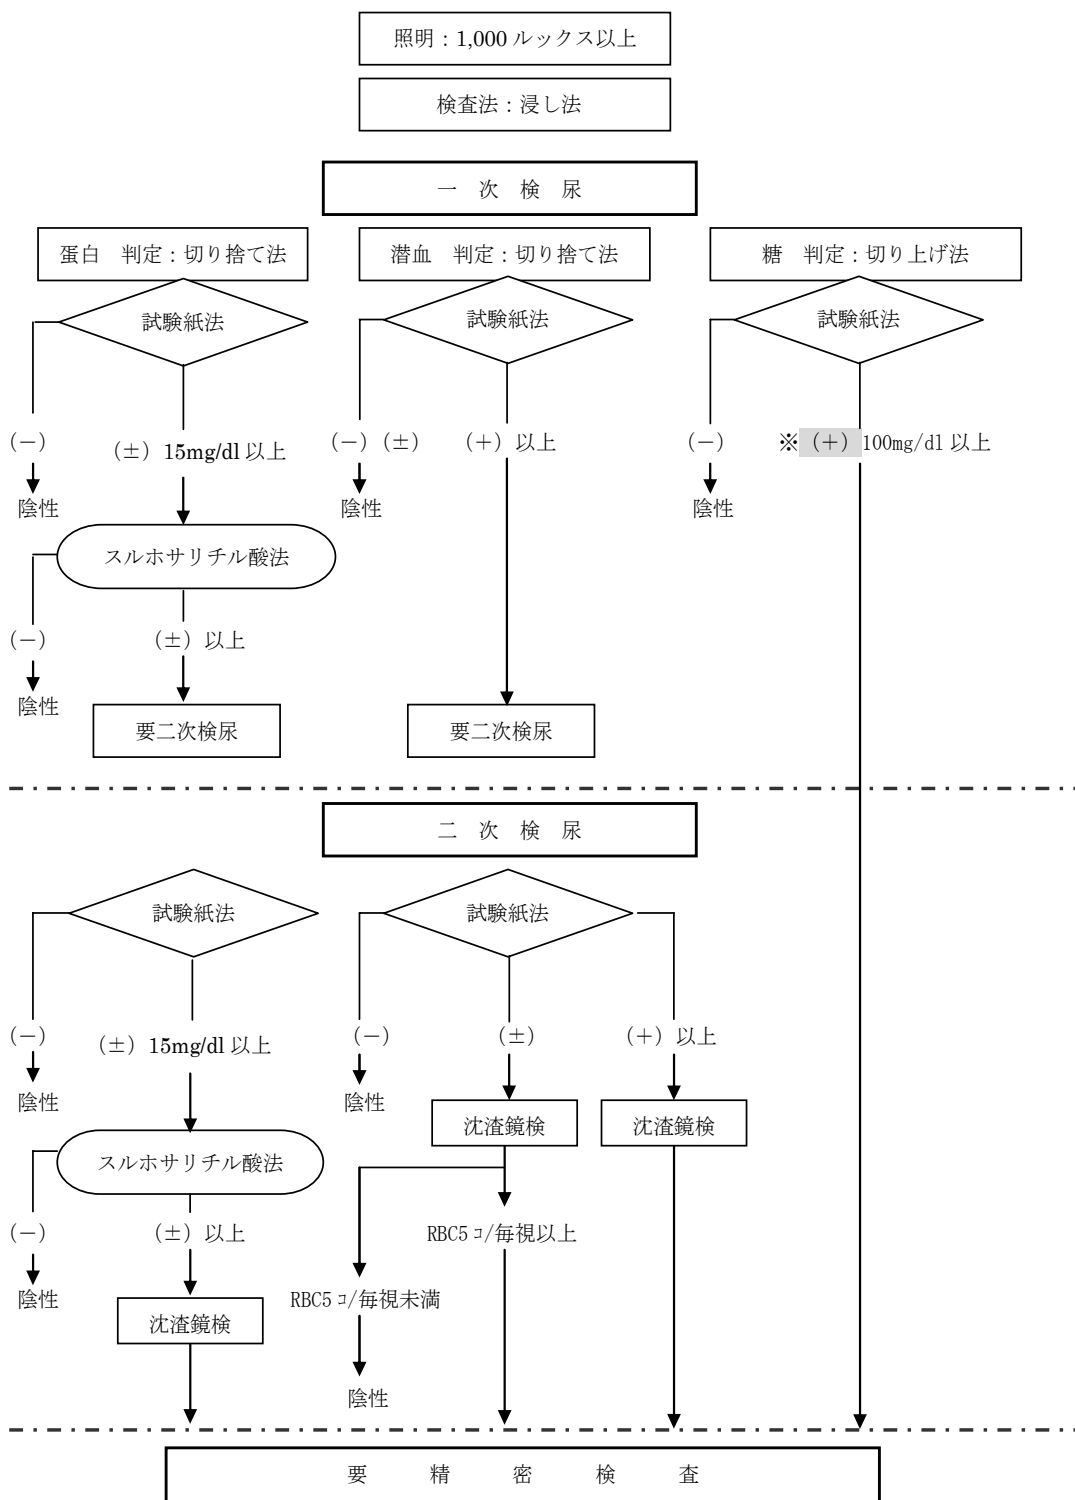 照明：1,000 ルックス以上
検査法：浸し法
一 次 検 尿
蛋白 判定：切り捨て法
潜血 判定：切り捨て法
糖 判定：切り上げ法
試験紙法
試験紙法
試験紙法
(－)
(±) 15mg/dl 以上
(－) (±)
(＋) 以上
(－)
※ (＋) 100mg/dl 以上
陰性
陰性
陰性
スルホサリチル酸法
(－)
(±) 以上
陰性
要二次検尿
要二次検尿
二 次 検 尿
試験紙法
試験紙法
(－)
(±) 15mg/dl 以上
(－)
(±)
(＋) 以上
陰性
陰性
沈渣鏡検
沈渣鏡検
スルホサリチル酸法
(－)
(±) 以上
RBC5 ｺ/毎視以上
陰性
RBC5 ｺ/毎視未満
沈渣鏡検
陰性
要 精 密 検 査